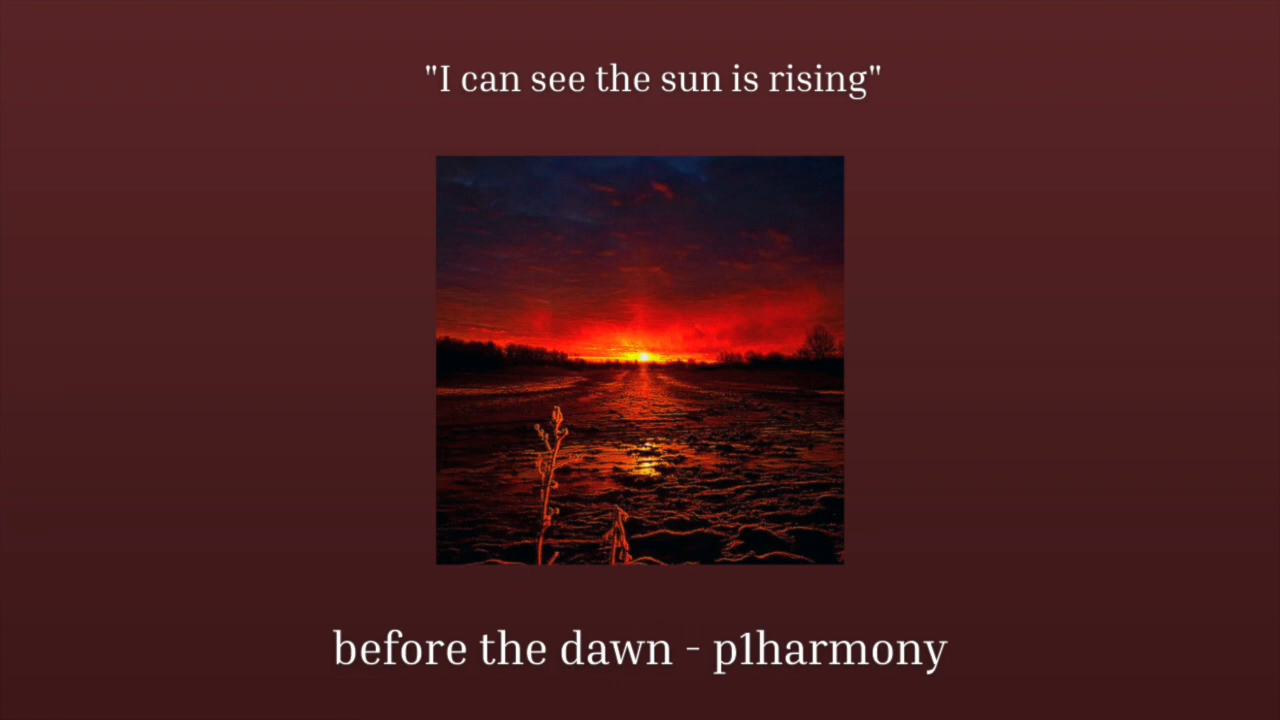 "I can see the sun is rising"
before the dawn - p1harmony